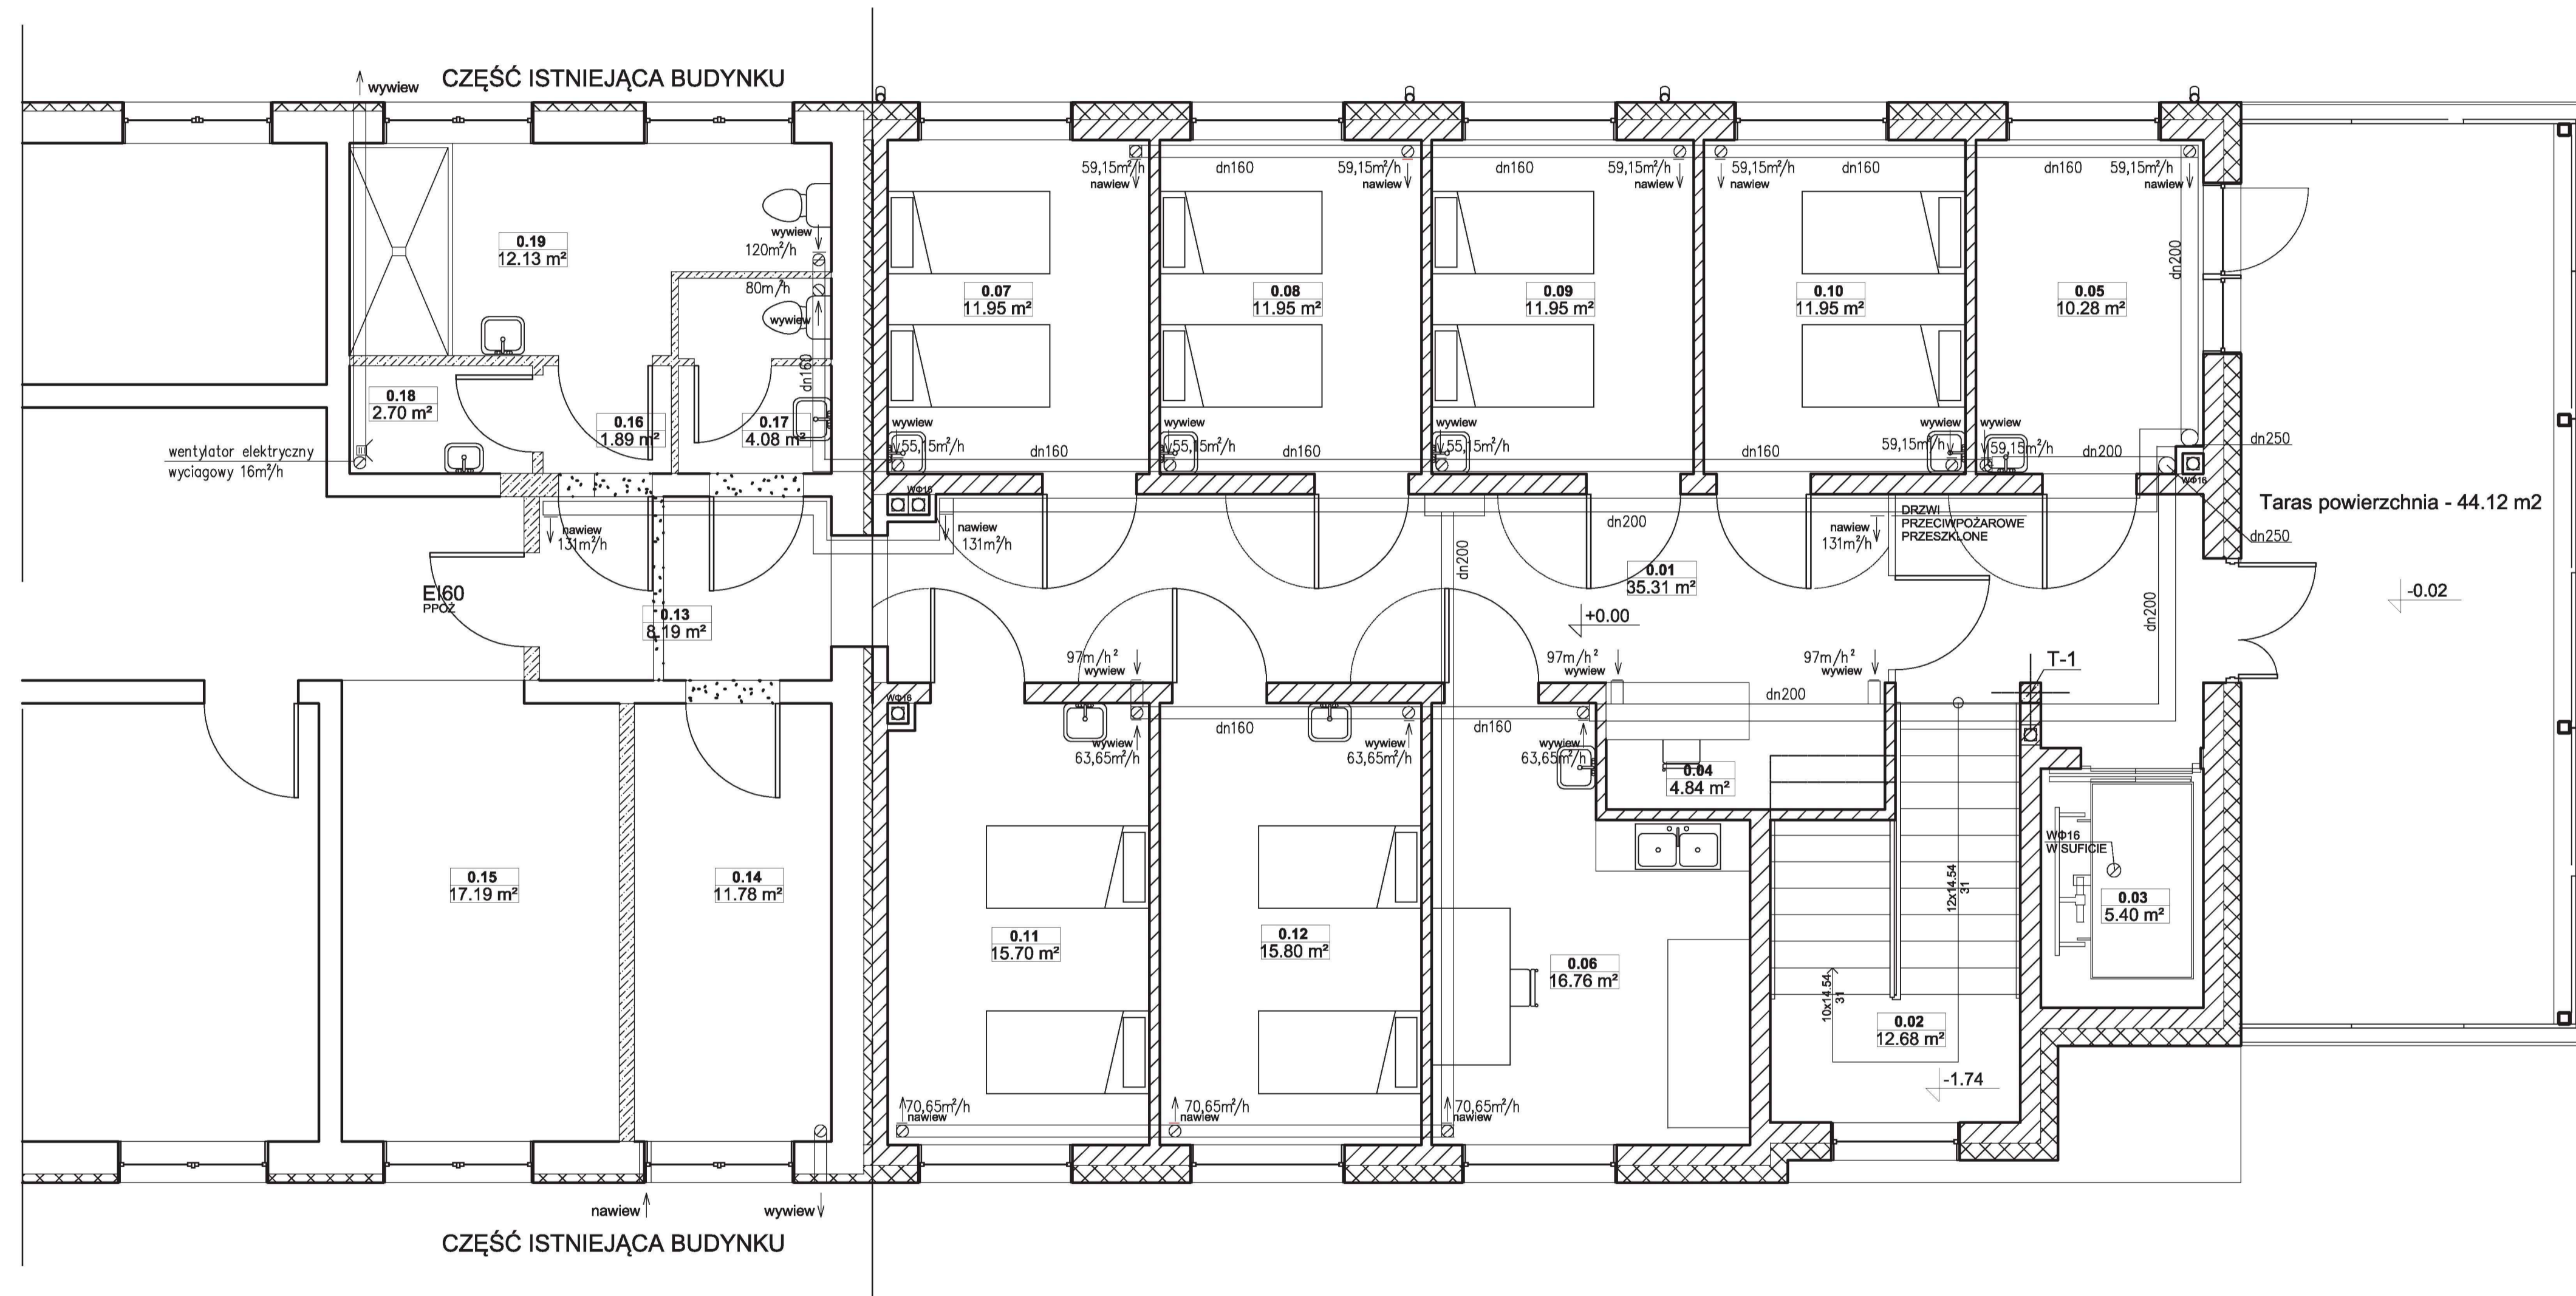 CZĘŚĆ ISTNIEJĄCA BUDYNKU
wywiew
59,15m²/h
nawiew
dn160
59,15m²/h
nawiew
dn160
59,15m²/h
nawiew
59,15m²/h
nawiew
dn160
dn160
59,15m²/h
nawiew
0.19
12.13 m²
wywiew
120m²/h
80m²/h
wywiew
dn160
dn200
0.07
11.95 m²
0.08
11.95 m²
0.09
11.95 m²
0.10
11.95 m²
0.05
10.28 m²
0.18
2.70 m²
0.16
1.89 m²
0.17
4.08 m²
wentylator elektryczny
wyciagowy 16m²/h
wywiew
55,15m²/h
dn160
wywiew
55,15m²/h
dn160
wywiew
55,15m²/h
dn160
wywiew
59,15m²/h
wywiew
59,15m²/h
dn200
dn250
WΦ16
WΦ16
Taras powierzchnia - 44.12 m2
dn250
nawiew
131m²/h
nawiew
131m²/h
dn200
dn200
nawiew
131m²/h
DRZWI
PRZECIWPOŻAROWE
PRZESZKLONE
EI60
PPOŻ
0.13
8.19 m²
0.01
35.31 m²
+0.00
-0.02
dn200
97m/h²
wywiew
97m/h²
wywiew
97m/h²
wywiew
T-1
dn200
WΦ16
dn160
dn160
wywiew
63,65m²/h
wywiew
63,65m²/h
wywiew
63,65m²/h
0.04
4.84 m²
WΦ16
W SUFICIE
12x14.54
31
0.03
5.40 m²
0.15
17.19 m²
0.14
11.78 m²
0.11
15.70 m²
0.12
15.80 m²
0.06
16.76 m²
10x14.54
31
0.02
12.68 m²
-1.74
70,65m²/h
nawiew
70,65m²/h
nawiew
70,65m²/h
nawiew
nawiew
wywiew
CZĘŚĆ ISTNIEJĄCA BUDYNKU